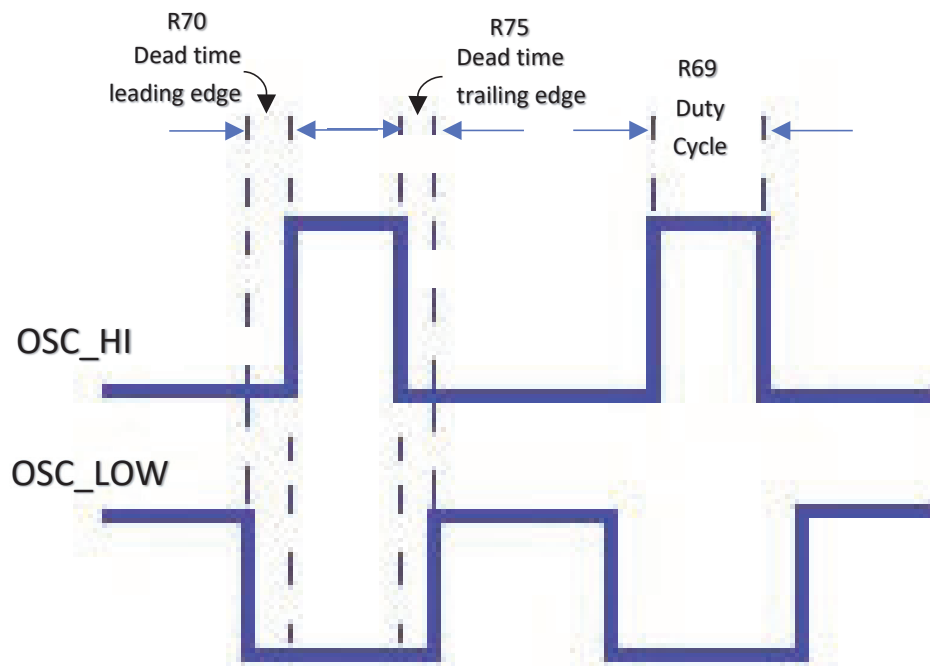 R70
Dead time
leading edge
R75
Dead time
trailing edge
R69
Duty
Cycle
OSC_HI
OSC_LOW